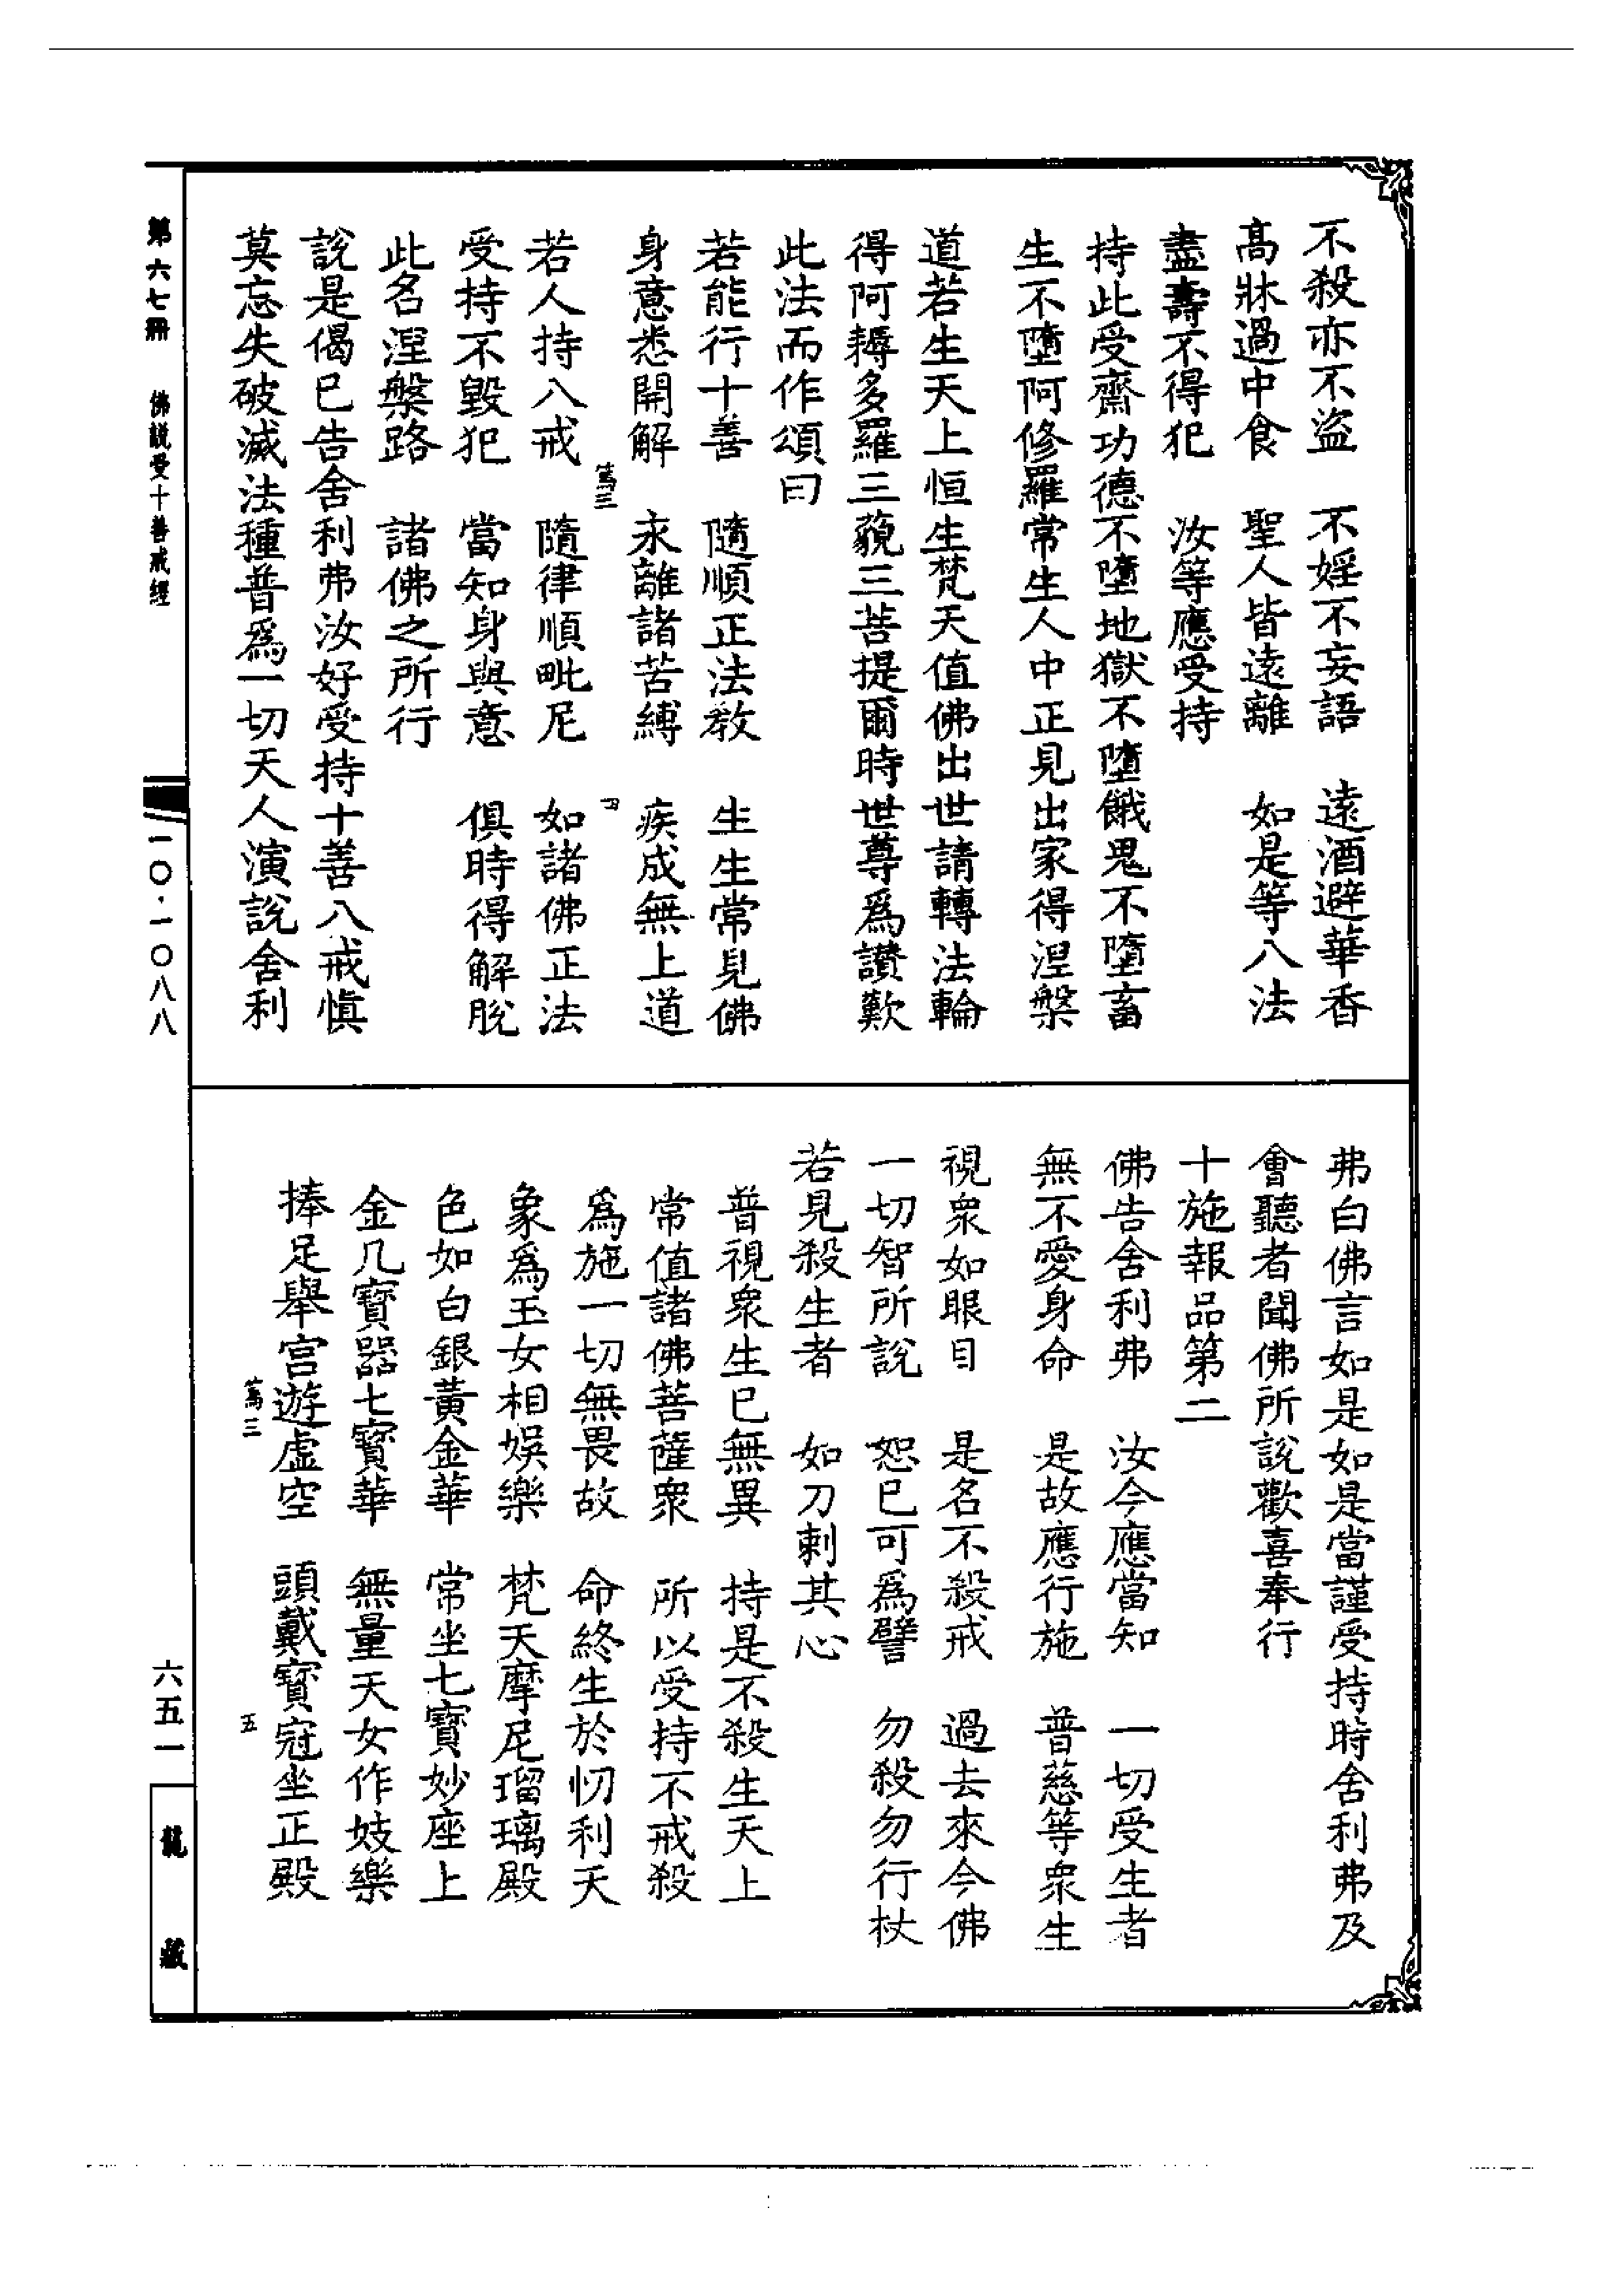 不殺亦不盜　不婬不妄語　遠酒避華香
高牀過中食　聖人皆遠離　如是等八法
盡壽不得犯　汝等應受持
持此受齋功德不墮地獄不墮餓鬼不墮畜
生不墮阿修羅常生人中正見出家得涅槃
道若生天上恒生梵天值佛出世請轉法輪
得阿耨多羅三藐三菩提爾時世尊爲讃歎
此法而作頌曰
若能行十善　隨順正法教　生生常見佛
身意悉開解　永離諸苦縛　疾成無上道
篤三　四
若人持八戒　隨律順毗尼　如諸佛正法
受持不毀犯　當知身與意　俱時得解脫
此名涅槃路　諸佛之所行
說是偈已告舍利弗汝好受持十善八戒慎
莫忘失破滅法種普爲一切天人演說舍利
弗白佛言如是如是當謹受持時舍利弗及
會聽者聞佛所說歡喜奉行
十施報品第二
佛告舍利弗　汝今應當知　一切受生者
無不愛身命　是故應行施　普慈等衆生
視衆如眼目　是名不殺戒　過去來今佛
一切智所說　恕已可爲譬　勿殺勿行杖
若見殺生者　如刀剌其心
普視衆生已無異　持是不殺生天上
常值諸佛菩薩衆　所以受持不戒殺
爲施一切無畏故　命終生於忉利天
象爲玉女相娛樂　梵天摩尼瑠璃殿
色如白銀黃金華　常坐七寶妙座上
金几寶器七寶華　無量天女作妓樂
捧足舉宮遊虛空　頭戴寶冠坐正殿
篤三　五
第六七冊　佛説受十善戒經
一〇·一〇八八
六五一
龍藏